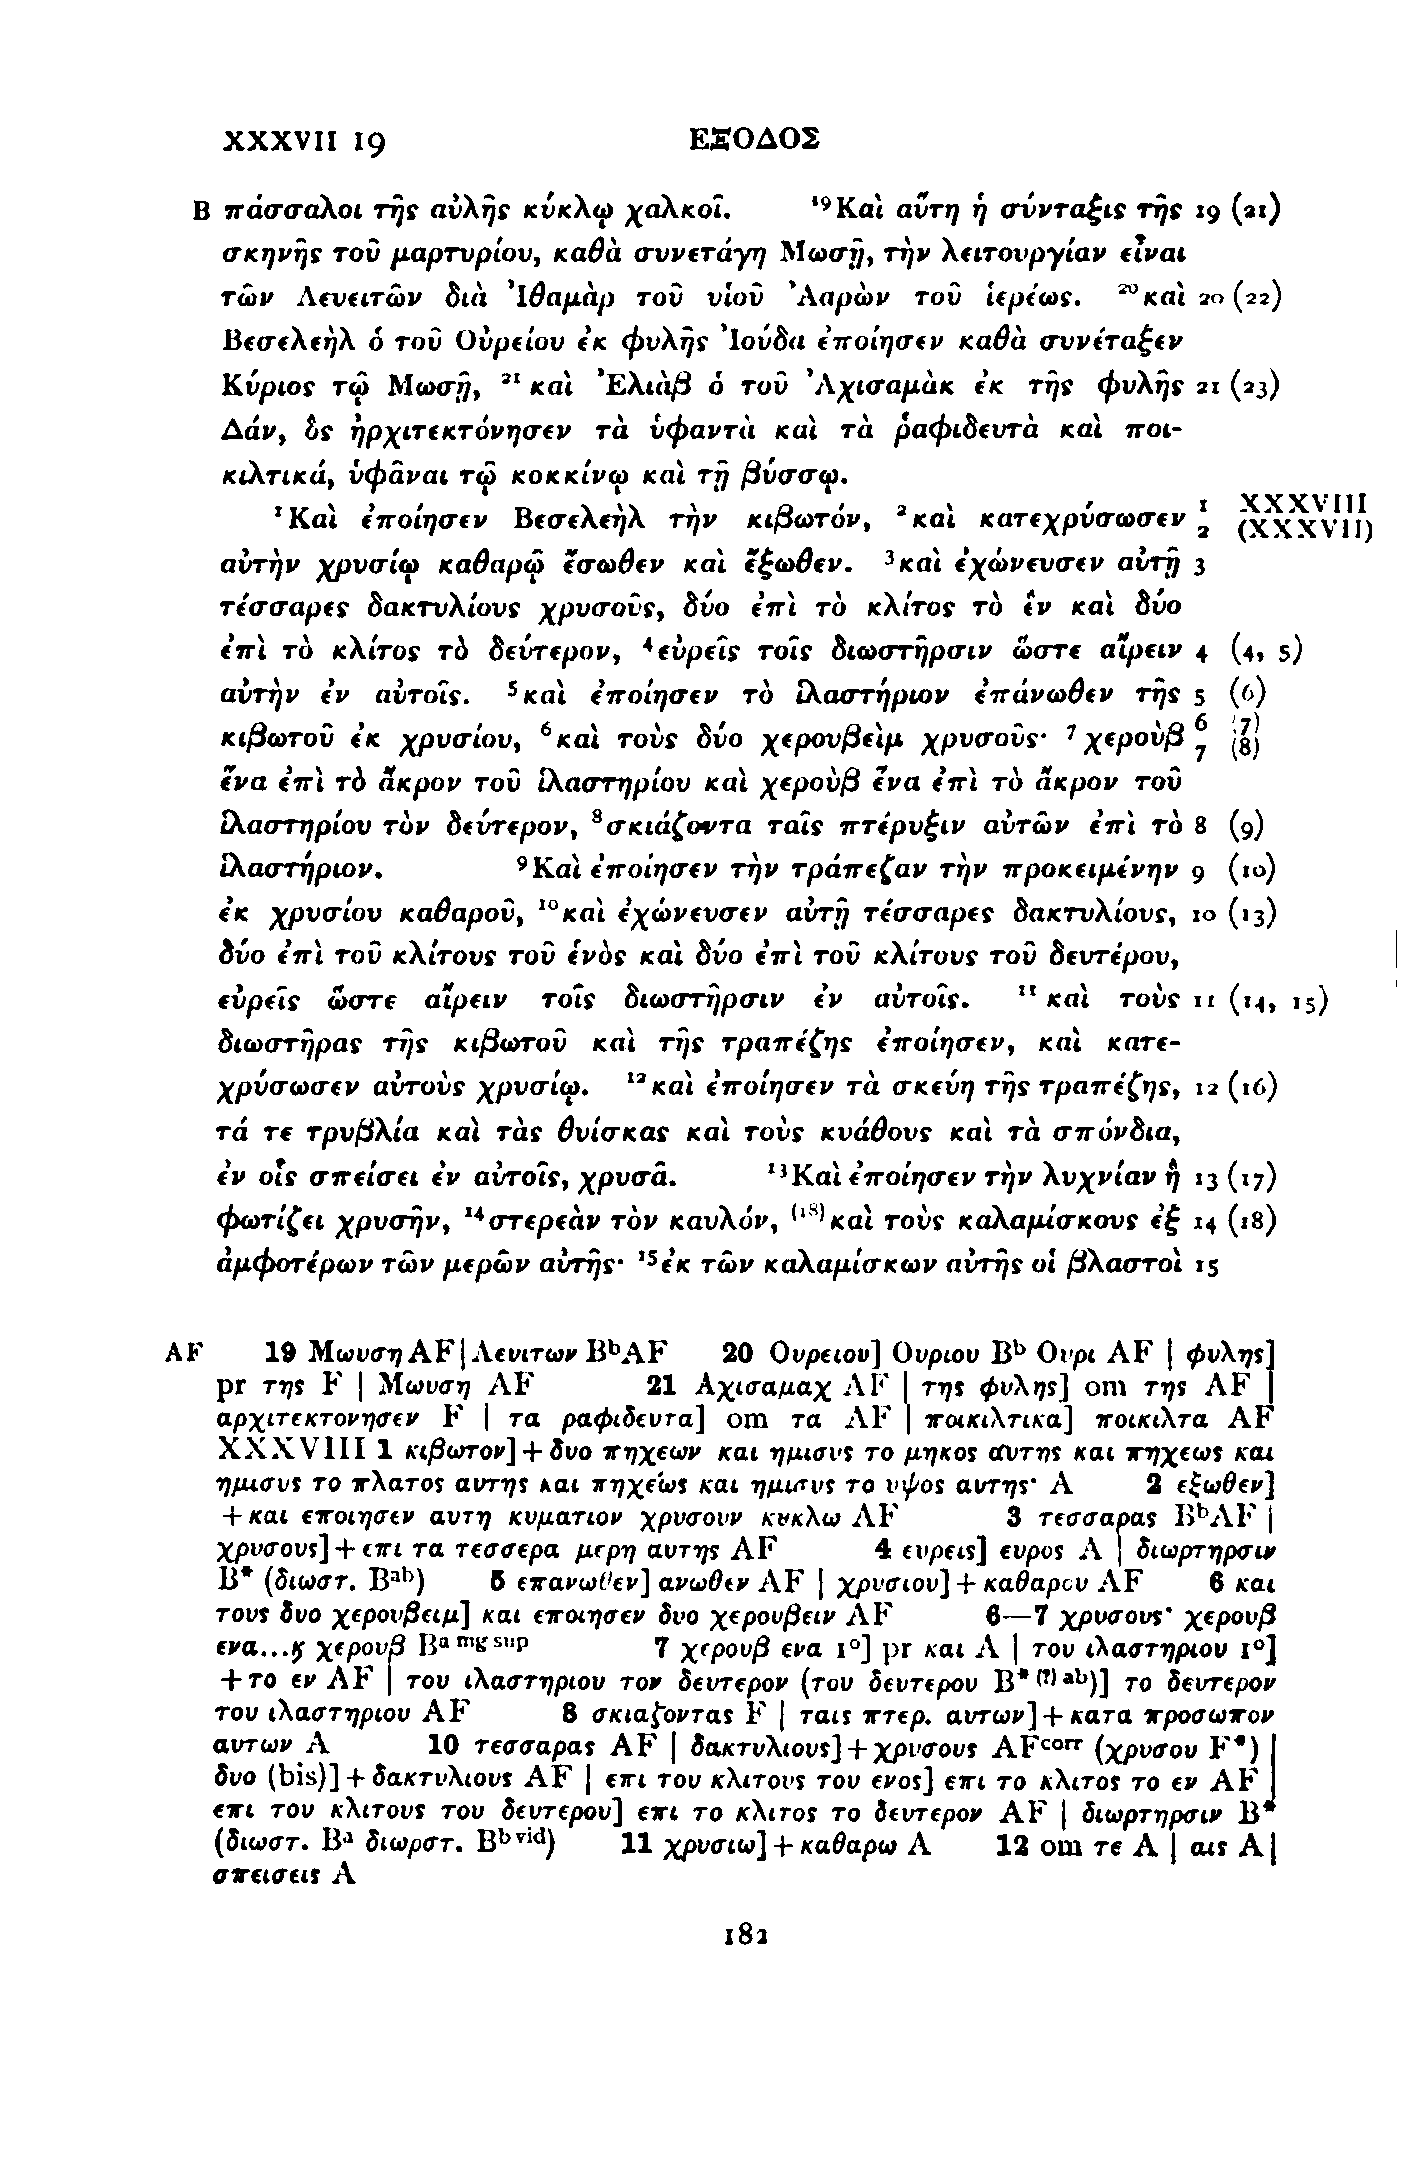 XXXVII 19 ΕΞΟΔΟΣ
B πάσσαλοι τῆς αὐλῆς κύκλῳ χαλκοῖ. ¹⁹Καὶ αὕτη ἡ σύνταξις τῆς 19 (21)
σκηνῆς τοῦ μαρτυρίου, καθὰ συνετάγη Μωσῇ, τὴν λειτουργίαν εἶναι
τῶν Λευειτῶν διὰ Ἰθαμὰρ τοῦ υἱοῦ Ἀαρὼν τοῦ ἱερέως. ²⁰καὶ 20 (22)
Βεσελεὴλ ὁ τοῦ Οὐρείου ἐκ φυλῆς Ἰούδα ἐποίησεν καθὰ συνέταξεν
Κύριος τῷ Μωσῇ, ²¹καὶ Ἐλιὰβ ὁ τοῦ Ἀχισαμὰκ ἐκ τῆς φυλῆς 21 (23)
Δάν, ὃς ἠρχιτεκτόνησεν τὰ ὑφαντὰ καὶ τὰ ῥαφιδευτὰ καὶ ποι-
κιλτικά, ὑφᾶναι τῷ κοκκίνῳ καὶ τῇ βύσσῳ.
¹Καὶ ἐποίησεν Βεσελεὴλ τὴν κιβωτόν, ²καὶ κατεχρύσωσεν 1 2 XXXVIII (XXXVII)
αὐτὴν χρυσίῳ καθαρῷ ἔσωθεν καὶ ἔξωθεν. ³καὶ ἐχώνευσεν αὐτῇ 3
τέσσαρες δακτυλίους χρυσοῦς, δύο ἐπὶ τὸ κλίτος τὸ ἓν καὶ δύο
ἐπὶ τὸ κλίτος τὸ δεύτερον, ⁴εὑρεῖς τοῖς διωστῆρσιν ὥστε αἴρειν 4 (4, 5)
αὐτὴν ἐν αὐτοῖς. ⁵καὶ ἐποίησεν τὸ ἱλαστήριον ἐπάνωθεν τῆς 5 (6)
κιβωτοῦ ἐκ χρυσίου, ⁶καὶ τοὺς δύο χερουβεὶμ χρυσοῦς· ⁷χεροὺβ 6 7 (7) (8)
ἕνα ἐπὶ τὸ ἄκρον τοῦ ἱλαστηρίου καὶ χεροὺβ ἕνα ἐπὶ τὸ ἄκρον τοῦ
ἱλαστηρίου τὸν δεύτερον, ⁸σκιάζοντα ταῖς πτέρυξιν αὐτῶν ἐπὶ τὸ 8 (9)
ἱλαστήριον. ⁹Καὶ ἐποίησεν τὴν τράπεζαν τὴν προκειμένην 9 (10)
ἐκ χρυσίου καθαροῦ, ¹⁰καὶ ἐχώνευσεν αὐτῇ τέσσαρες δακτυλίους, 10 (13)
δύο ἐπὶ τοῦ κλίτους τοῦ ἑνὸς καὶ δύο ἐπὶ τοῦ κλίτους τοῦ δευτέρου,
εὑρεῖς ὥστε αἴρειν τοῖς διωστῆρσιν ἐν αὐτοῖς. ¹¹καὶ τοὺς 11 (14, 15)
διωστῆρας τῆς κιβωτοῦ καὶ τῆς τραπέζης ἐποίησεν, καὶ κατε-
χρύσωσεν αὐτοὺς χρυσίῳ. ¹²καὶ ἐποίησεν τὰ σκεύη τῆς τραπέζης, 12 (16)
τά τε τρυβλία καὶ τὰς θυίσκας καὶ τοὺς κυάθους καὶ τὰ σπόνδια,
ἐν οἷς σπείσει ἐν αὐτοῖς, χρυσᾶ. ¹³Καὶ ἐποίησεν τὴν λυχνίαν ἣ 13 (17)
φωτίζει χρυσῆν, ¹⁴στερεὰν τὸν καυλόν, ⁽¹⁸⁾καὶ τοὺς καλαμίσκους ἐξ 14 (18)
ἀμφοτέρων τῶν μερῶν αὐτῆς· ¹⁵ἐκ τῶν καλαμίσκων αὐτῆς οἱ βλαστοὶ 15
AF 19 Μωυση AF | Λευιτων Bᵇ AF 20 Ουρειου] Ουριου Bᵇ Ουρι AF | φυλης]
pr της F | Μωυση AF 21 Αχισαμαχ AF | της φυλης] om της AF |
αρχιτεκτονησεν F | τα ραφιδευτα] om τα AF | ποικιλτικα] ποικιλτα AF
XXXVIII 1 κιβωτον] + δυο πηχεων και ημισυς το μηκος αυτης και πηχεως και
ημισυς το πλατος αυτης και πηχεως και ημισυς το υψος αυτης· A 2 εξωθεν]
+ και εποιησεν αυτη κυματιον χρυσουν κυκλω AF 3 τεσσαρας Bᵇ AF |
χρυσους] + επι τα τεσσερα μερη αυτης AF 4 ευρεις] ευρος A | διωρτηρσιν
B* (διωστ. Bᵃᵇ) 5 επανωθεν] ανωθεν AF | χρυσιου] + καθαρου AF 6 και
τους δυο χερουβειμ] και εποιησεν δυο χερουβειν AF 6—7 χρυσους· χερουβ
ενα...ϗ χερουβ Bᵃ ᵐᵍ ˢᵘᵖ 7 χερουβ ενα 1°] pr και A | του ιλαστηριου 1°]
+ το εν AF | του ιλαστηριου τον δευτερον (του δευτερου B* ⁽?⁾ ᵃᵇ)] το δευτερον
του ιλαστηριου AF 8 σκιαζοντας F | ταις πτερ. αυτων] + κατα προσωπον
αυτων A 10 τεσσαρας AF | δακτυλιους] + χρυσους AFᶜᵒʳʳ (χρυσου F*) |
δυο (bis)] + δακτυλιους AF | επι του κλιτους του ενος] επι το κλιτος το εν AF |
επι του κλιτους του δευτερου] επι το κλιτος το δευτερον AF | διωρτηρσιν B*
(διωστ. Bᵃ διωρστ. Bᵇ ᵛⁱᵈ) 11 χρυσιω] + καθαρω A 12 om τε A | αις A |
σπεισεις A
182